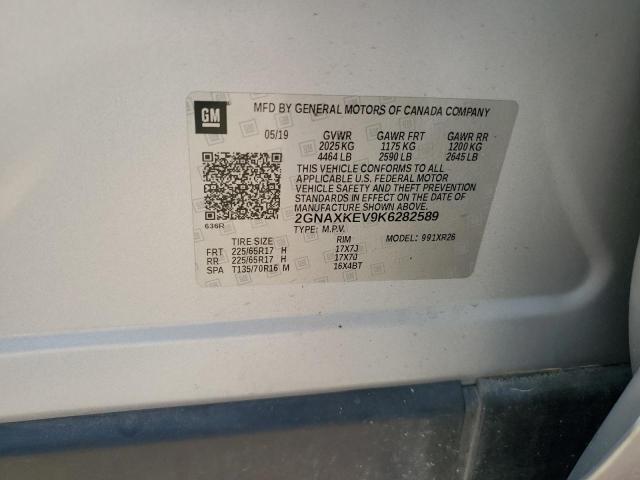 GM
MFD BY GENERAL MOTORS OF CANADA COMPANY
05/19 GVWR GAWR FRT GAWR RR
2025 KG 1175 KG 1200 KG
4464 LB 2590 LB 2645 LB
THIS VEHICLE CONFORMS TO ALL
APPLICABLE U.S. FEDERAL MOTOR
VEHICLE SAFETY AND THEFT PREVENTION
STANDARDS IN EFFECT ON THE DATE OF
MANUFACTURE SHOWN ABOVE.
2GNAXKEV9K6282589
636R TYPE: M.P.V. MODEL: 991XR26
TIRE SIZE RIM
FRT 225/65R17 H 17X7J
RR 225/65R17 H 17X7J
SPA T135/70R16 M 16X4BT